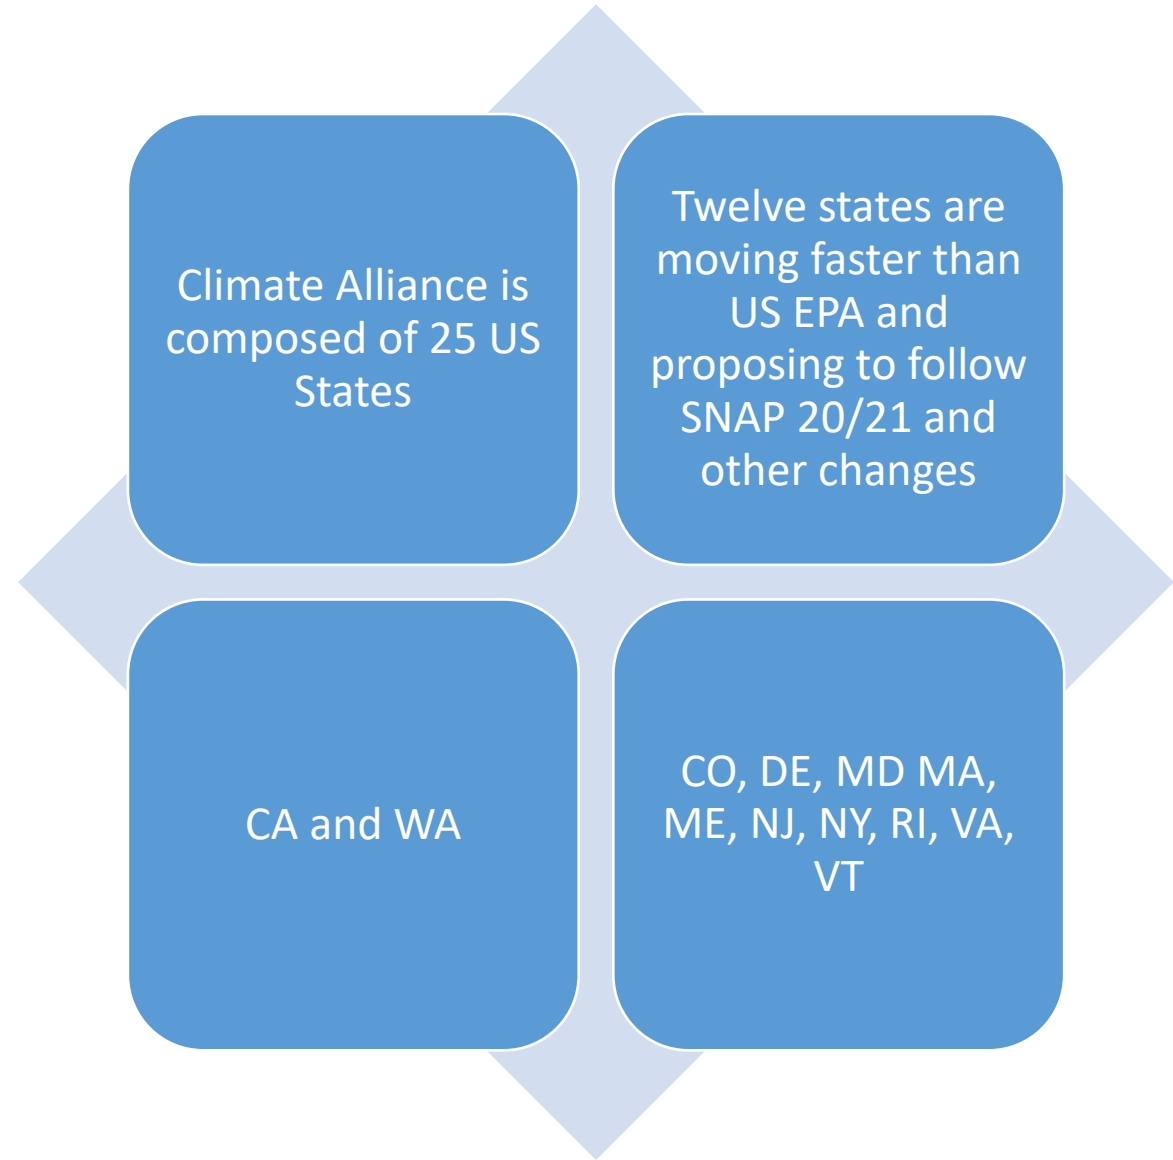 Climate Alliance is
composed of 25 US
States
Twelve states are
moving faster than
US EPA and
proposing to follow
SNAP 20/21 and
other changes
CA and WA
CO, DE, MD MA,
ME, NJ, NY, RI, VA,
VT